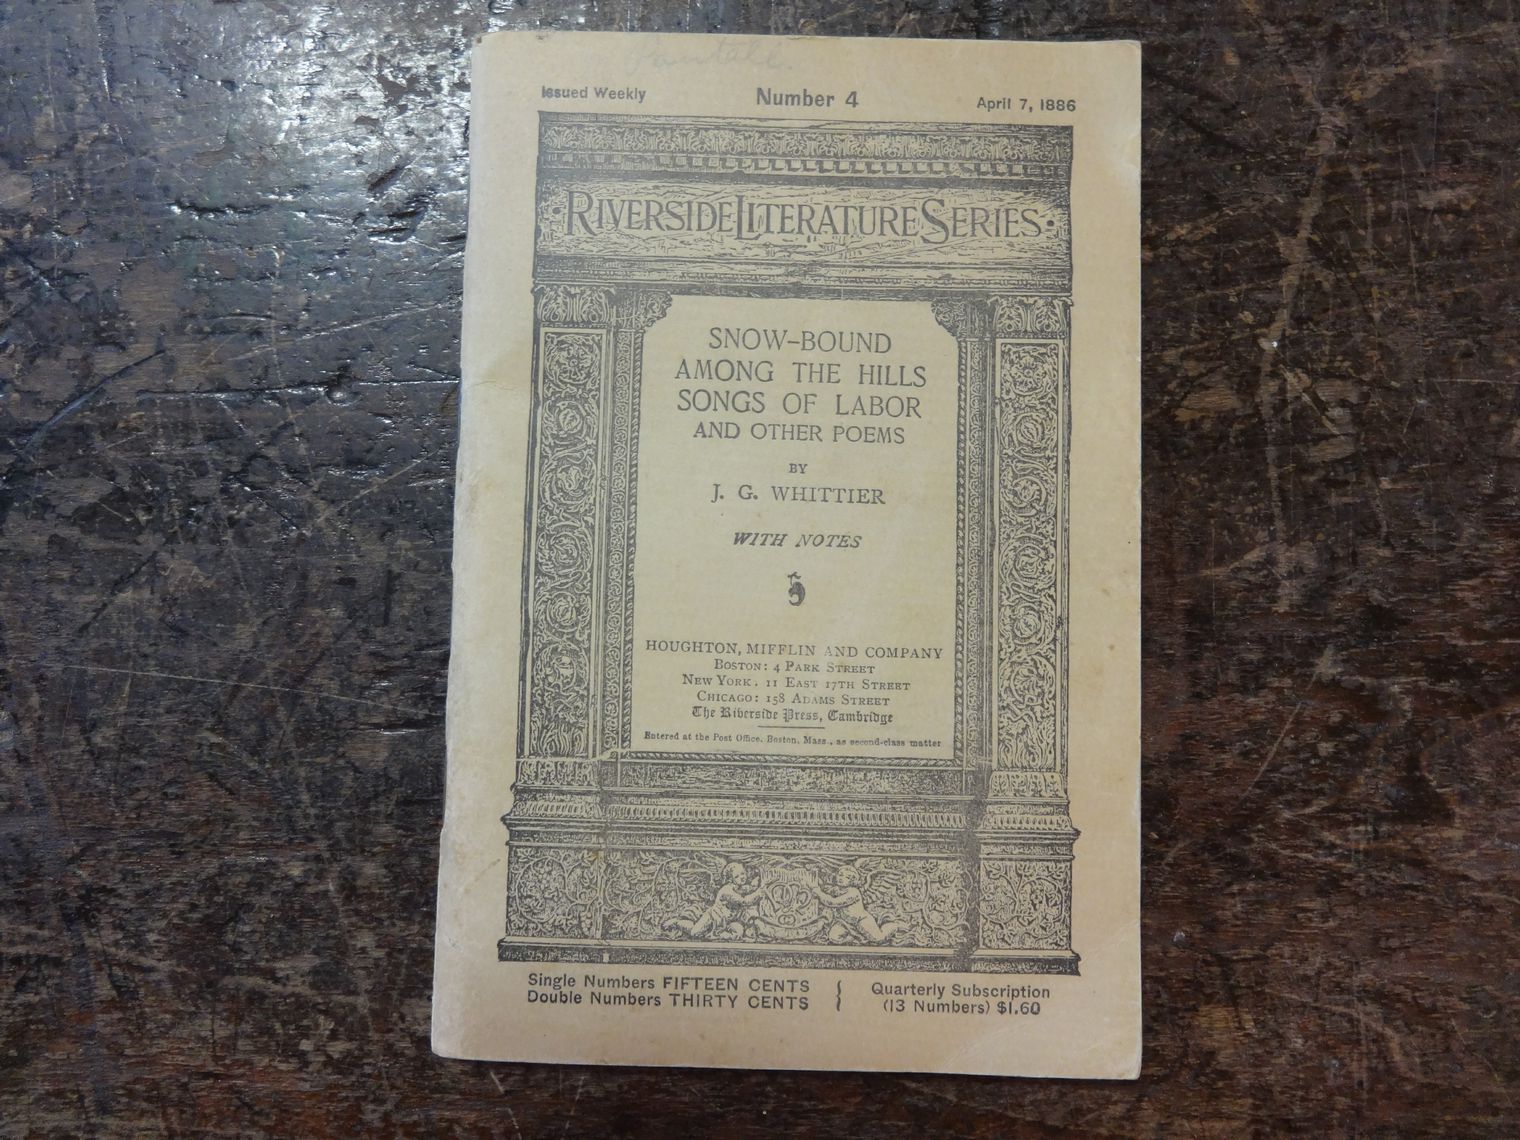 Issued Weekly Number 4 April 7, 1886
RIVERSIDE LITERATURE SERIES
SNOW-BOUND
AMONG THE HILLS
SONGS OF LABOR
AND OTHER POEMS
BY
J. G. WHITTIER
WITH NOTES
HOUGHTON, MIFFLIN AND COMPANY
BOSTON: 4 PARK STREET
NEW YORK, 11 EAST 17TH STREET
CHICAGO: 158 ADAMS STREET
The Riverside Press, Cambridge
Entered at the Post Office, Boston, Mass., as second-class matter
Single Numbers FIFTEEN CENTS
Double Numbers THIRTY CENTS
Quarterly Subscription
(13 Numbers) $1.60